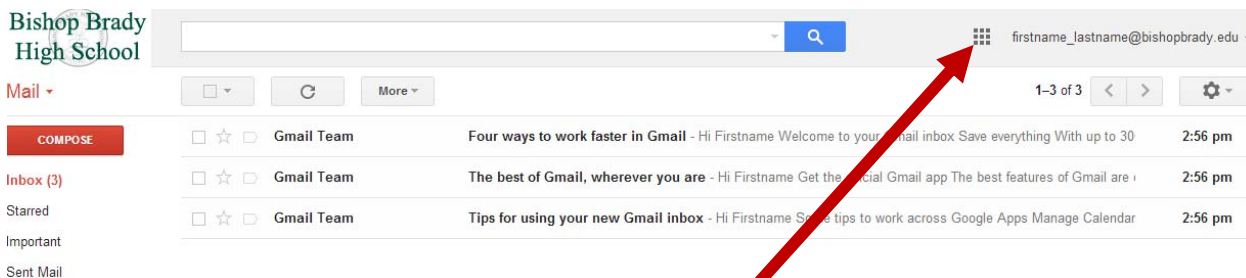 Bishop Brady
High School
firstname_lastname@bishopbrady.edu
Mail
More
1–3 of 3
COMPOSE
Gmail Team Four ways to work faster in Gmail - Hi Firstname Welcome to your inbox Save everything With up to 30 2:56 pm
Inbox (3)
Gmail Team The best of Gmail, wherever you are - Hi Firstname Get the Gmail app The best features of Gmail are 2:56 pm
Starred
Gmail Team Tips for using your new Gmail inbox - Hi Firstname tips to work across Google Apps Manage Calendar 2:56 pm
Important
Sent Mail